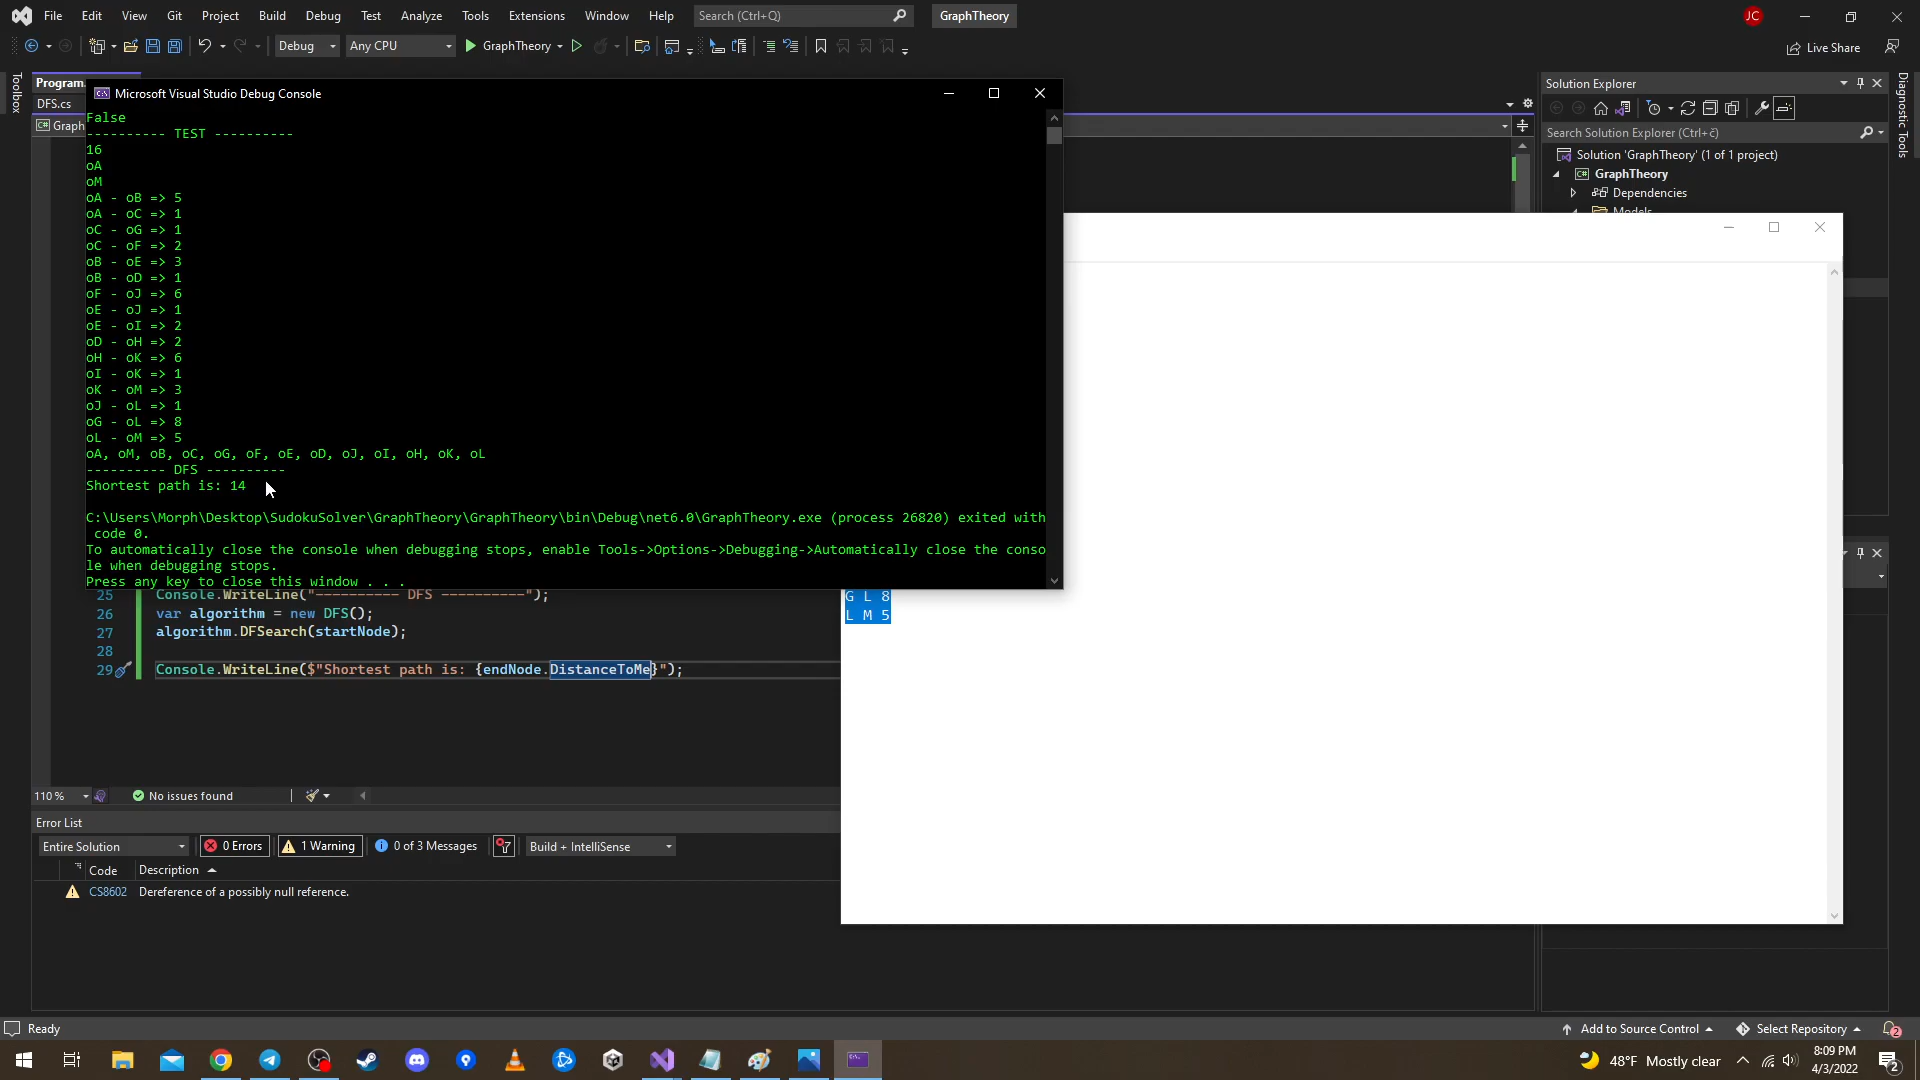 File Edit View Git Project Build Debug Test Analyze Tools Extensions Window Help Search (Ctrl+Q) GraphTheory JC
Debug Any CPU GraphTheory Live Share
Toolbox
Program.
DFS.cs
Graph
Microsoft Visual Studio Debug Console
False
---------- TEST ----------
16
oA
oM
oA - oB => 5
oA - oC => 1
oC - oG => 1
oC - oF => 2
oB - oE => 3
oB - oD => 1
oF - oJ => 6
oE - oJ => 1
oE - oI => 2
oD - oH => 2
oH - oK => 6
oI - oK => 1
oK - oM => 3
oJ - oL => 1
oG - oL => 8
oL - oM => 5
oA, oM, oB, oC, oG, oF, oE, oD, oJ, oI, oH, oK, oL
---------- DFS ----------
Shortest path is: 14
C:\Users\Morph\Desktop\SudokuSolver\GraphTheory\GraphTheory\bin\Debug\net6.0\GraphTheory.exe (process 26820) exited with
code 0.
To automatically close the console when debugging stops, enable Tools->Options->Debugging->Automatically close the conso
le when debugging stops.
Press any key to close this window . . .
25 Console.WriteLine("---------- DFS ----------");
26 var algorithm = new DFS();
27 algorithm.DFSearch(startNode);
28
29 Console.WriteLine($"Shortest path is: {endNode.DistanceToMe}");
G L 8
L M 5
Solution Explorer
Search Solution Explorer (Ctrl+č)
Solution 'GraphTheory' (1 of 1 project)
GraphTheory
Dependencies
Models
Diagnostic Tools
110 % No issues found
Error List
Entire Solution 0 Errors 1 Warning 0 of 3 Messages Build + IntelliSense
Code Description
CS8602 Dereference of a possibly null reference.
Ready Add to Source Control Select Repository 2
48°F Mostly clear 8:09 PM
4/3/2022
2